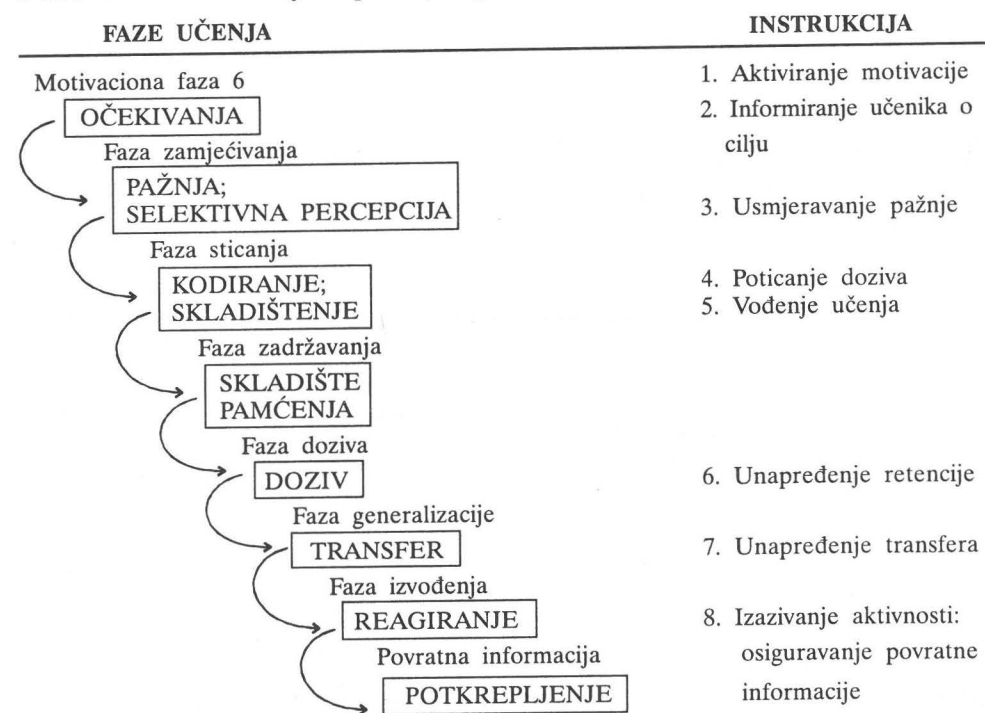 FAZE UČENJA
INSTRUKCIJA
Motivaciona faza 6
OČEKIVANJA
Faza zamjećivanja
PAŽNJA;
SELEKTIVNA PERCEPCIJA
Faza sticanja
KODIRANJE;
SKLADIŠTENJE
Faza zadržavanja
SKLADIŠTE
PAMĆENJA
Faza doziva
DOZIV
Faza generalizacije
TRANSFER
Faza izvođenja
REAGIRANJE
Povratna informacija
POTKREPLJENJE
1. Aktiviranje motivacije
2. Informiranje učenika o
cilju
3. Usmjeravanje pažnje
4. Poticanje doziva
5. Vođenje učenja
6. Unapređenje retencije
7. Unapređenje transfera
8. Izazivanje aktivnosti:
osiguravanje povratne
informacije